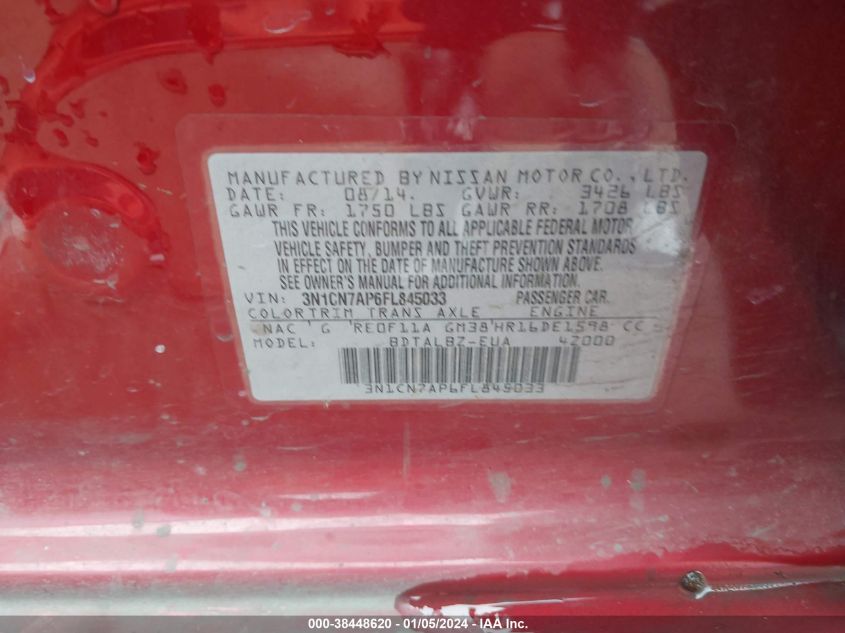 MANUFACTURED BY NISSAN MOTOR CO., LTD.
DATE: 08/14. GVWR: 3426 LBS
GAWR FR: 1750 LBS GAWR RR: 1708 LBS
THIS VEHICLE CONFORMS TO ALL APPLICABLE FEDERAL MOTOR
VEHICLE SAFETY, BUMPER AND THEFT PREVENTION STANDARDS
IN EFFECT ON THE DATE OF MANUFACTURE SHOWN ABOVE.
SEE OWNER'S MANUAL FOR ADDITIONAL INFORMATION
VIN: 3N1CN7AP6FL845033 PASSENGER CAR.
COLOR TRIM TRANS AXLE ENGINE
NAC G RE0F11A GM38 HR16DE1598 CC
MODEL: BDTALBZ-EUA 42000
3N1CN7AP6FL845033
000-38448620 - 01/05/2024 - IAA Inc.